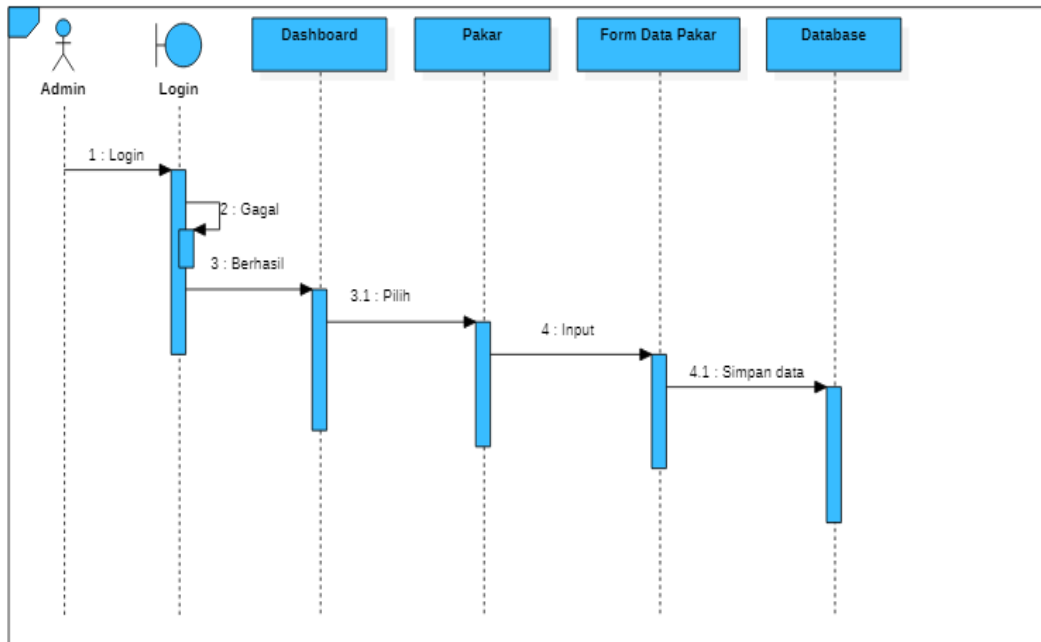 Dashboard
Pakar
Form Data Pakar
Database
Admin
Login
1 : Login
2 : Gagal
3 : Berhasil
3.1 : Pilih
4 : Input
4.1 : Simpan data